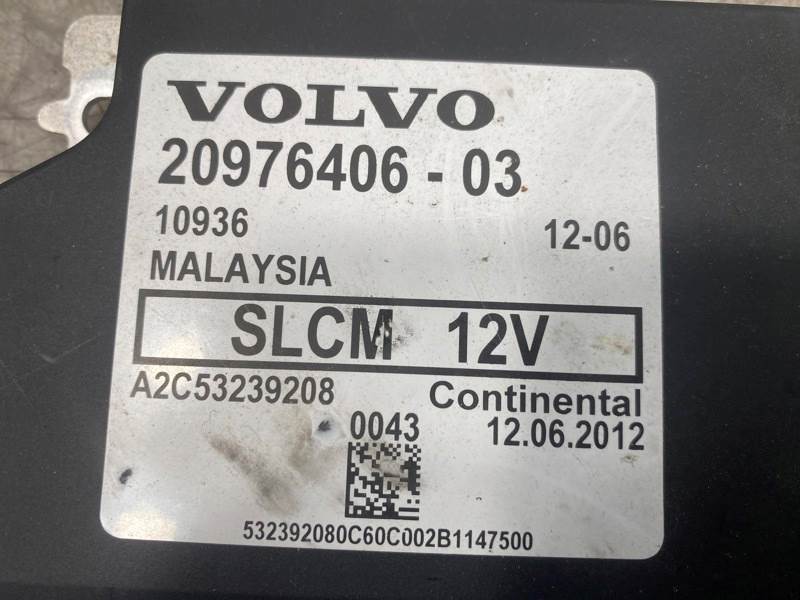 VOLVO
20976406 - 03
10936 12-06
MALAYSIA
SLCM 12V
A2C53239208 Continental
0043 12.06.2012
532392080C60C002B1147500